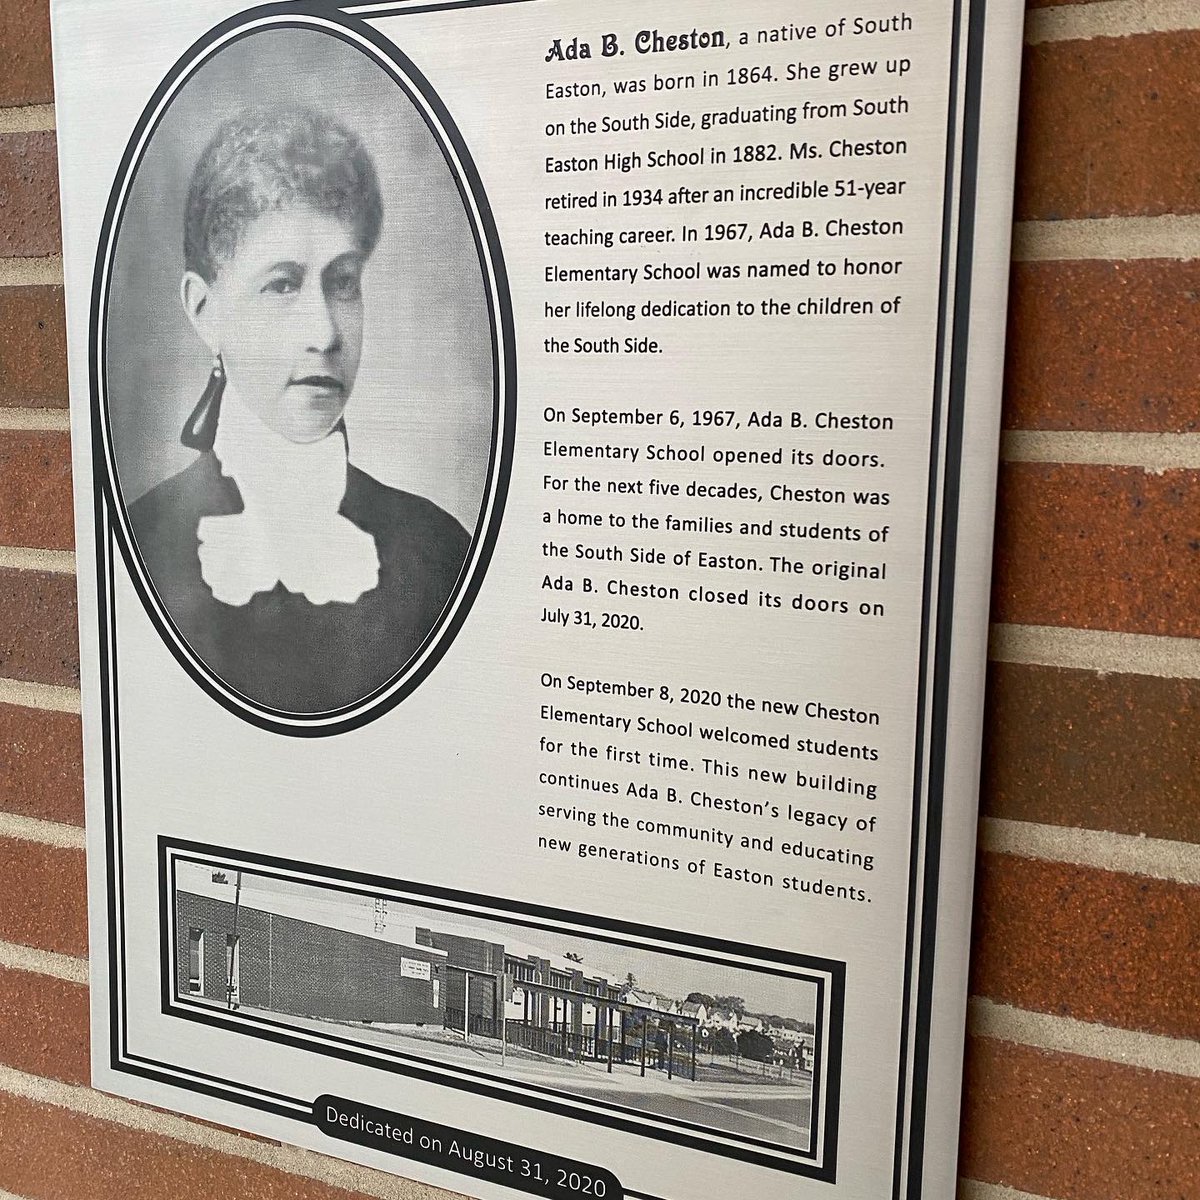 Ada B. Cheston, a native of South
Easton, was born in 1864. She grew up
on the South Side, graduating from South
Easton High School in 1882. Ms. Cheston
retired in 1934 after an incredible 51-year
teaching career. In 1967, Ada B. Cheston
Elementary School was named to honor
her lifelong dedication to the children of
the South Side.
On September 6, 1967, Ada B. Cheston
Elementary School opened its doors.
For the next five decades, Cheston was
a home to the families and students of
the South Side of Easton. The original
Ada B. Cheston closed its doors on
July 31, 2020.
On September 8, 2020 the new Cheston
Elementary School welcomed students
for the first time. This new building
continues Ada B. Cheston's legacy of
serving the community and educating
new generations of Easton students.
Dedicated on August 31, 2020